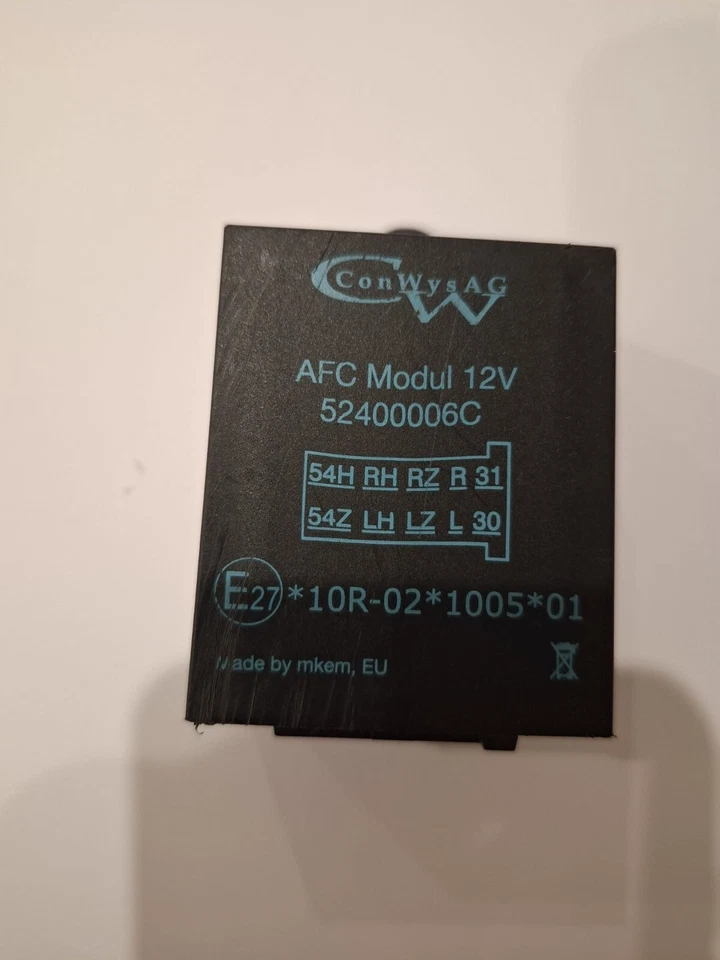 ConWysAG
CW
AFC Modul 12V
52400006C
54H RH RZ R 31
54Z LH LZ L 30
E27 *10R-02*1005*01
Made by mkem, EU